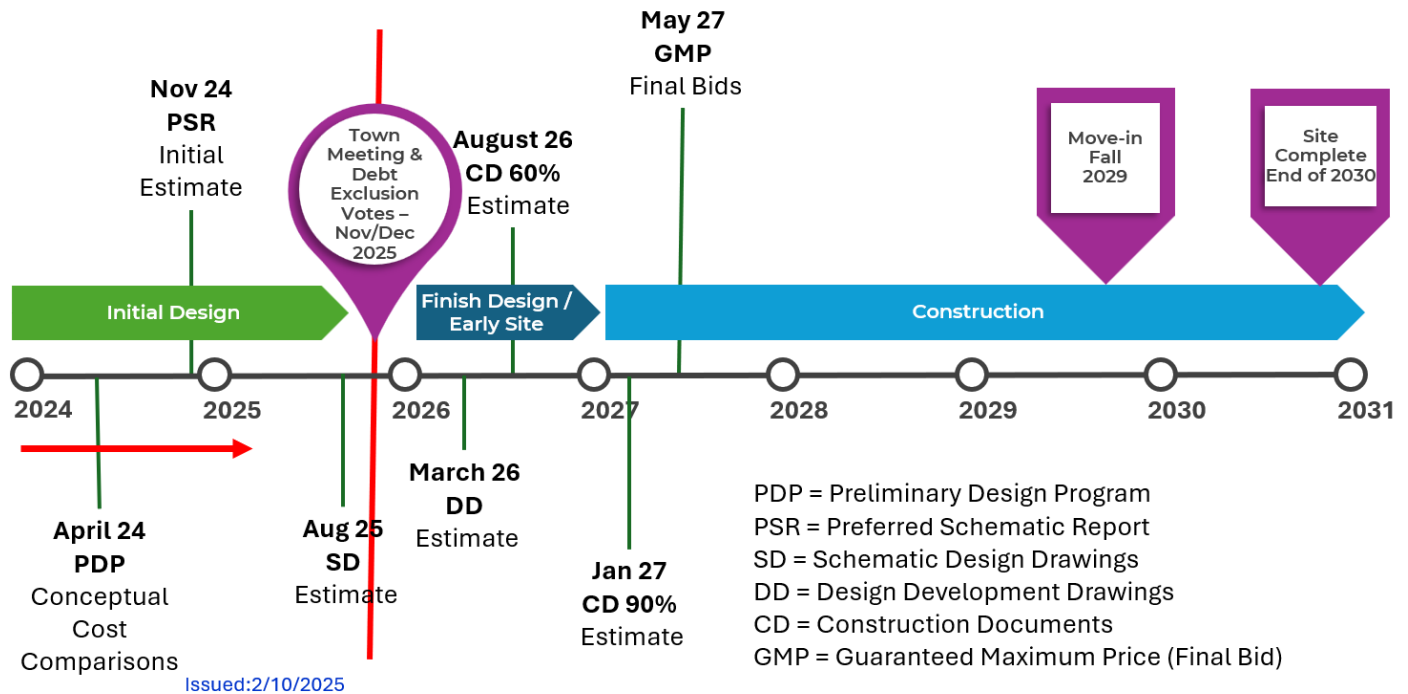 May 27
GMP
Final Bids
Nov 24
PSR
Initial
Estimate
Town
Meeting &
Debt
Exclusion
Votes –
Nov/Dec
2025
August 26
CD 60%
Estimate
Move-in
Fall
2029
Site
Complete
End of 2030
Initial Design
Finish Design /
Early Site
Construction
2024
2025
2026
2027
2028
2029
2030
2031
April 24
PDP
Conceptual
Cost
Comparisons
Aug 25
SD
Estimate
March 26
DD
Estimate
Jan 27
CD 90%
Estimate
PDP = Preliminary Design Program
PSR = Preferred Schematic Report
SD = Schematic Design Drawings
DD = Design Development Drawings
CD = Construction Documents
GMP = Guaranteed Maximum Price (Final Bid)
Issued:2/10/2025